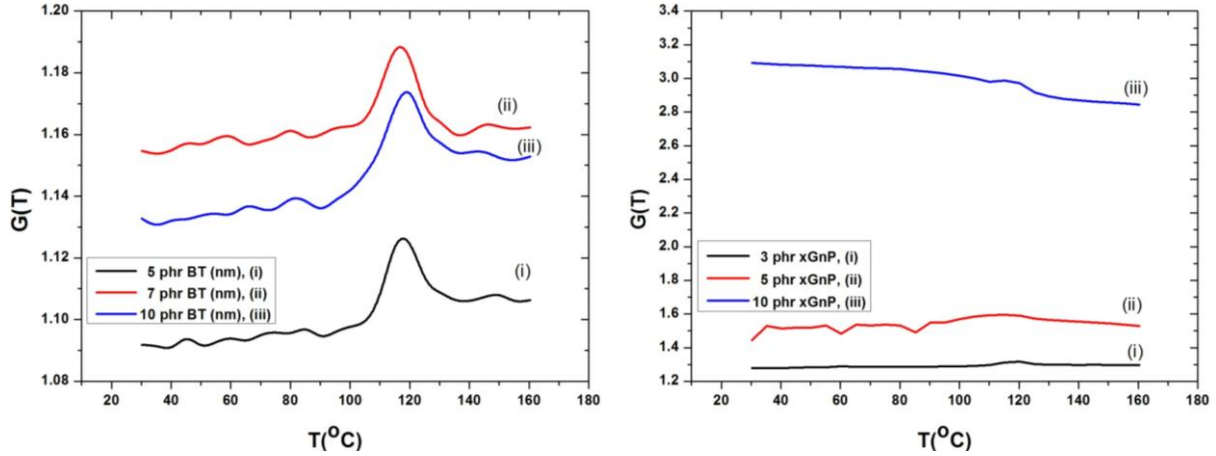 1.20
1.18
1.16
1.14
1.12
1.10
1.08
G(T)
(ii)
(iii)
(i)
5 phr BT (nm), (i)
7 phr BT (nm), (ii)
10 phr BT (nm), (iii)
20 40 60 80 100 120 140 160 180
T(°C)
3.4
3.2
3.0
2.8
2.6
2.4
2.2
2.0
1.8
1.6
1.4
1.2
G(T)
(iii)
3 phr xGnP, (i)
5 phr xGnP, (ii)
10 phr xGnP, (iii)
(ii)
(i)
20 40 60 80 100 120 140 160 180
T(°C)